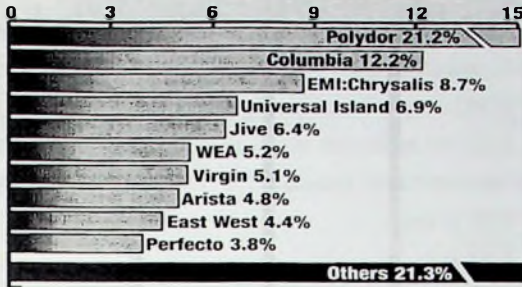 0 3 6 9 12 15
Polydor 21.2%
Columbia 12.2%
EMI:Chrysalis 8.7%
Universal Island 6.9%
Jive 6.4%
WEA 5.2%
Virgin 5.1%
Arista 4.8%
East West 4.4%
Perfecto 3.8%
Others 21.3%